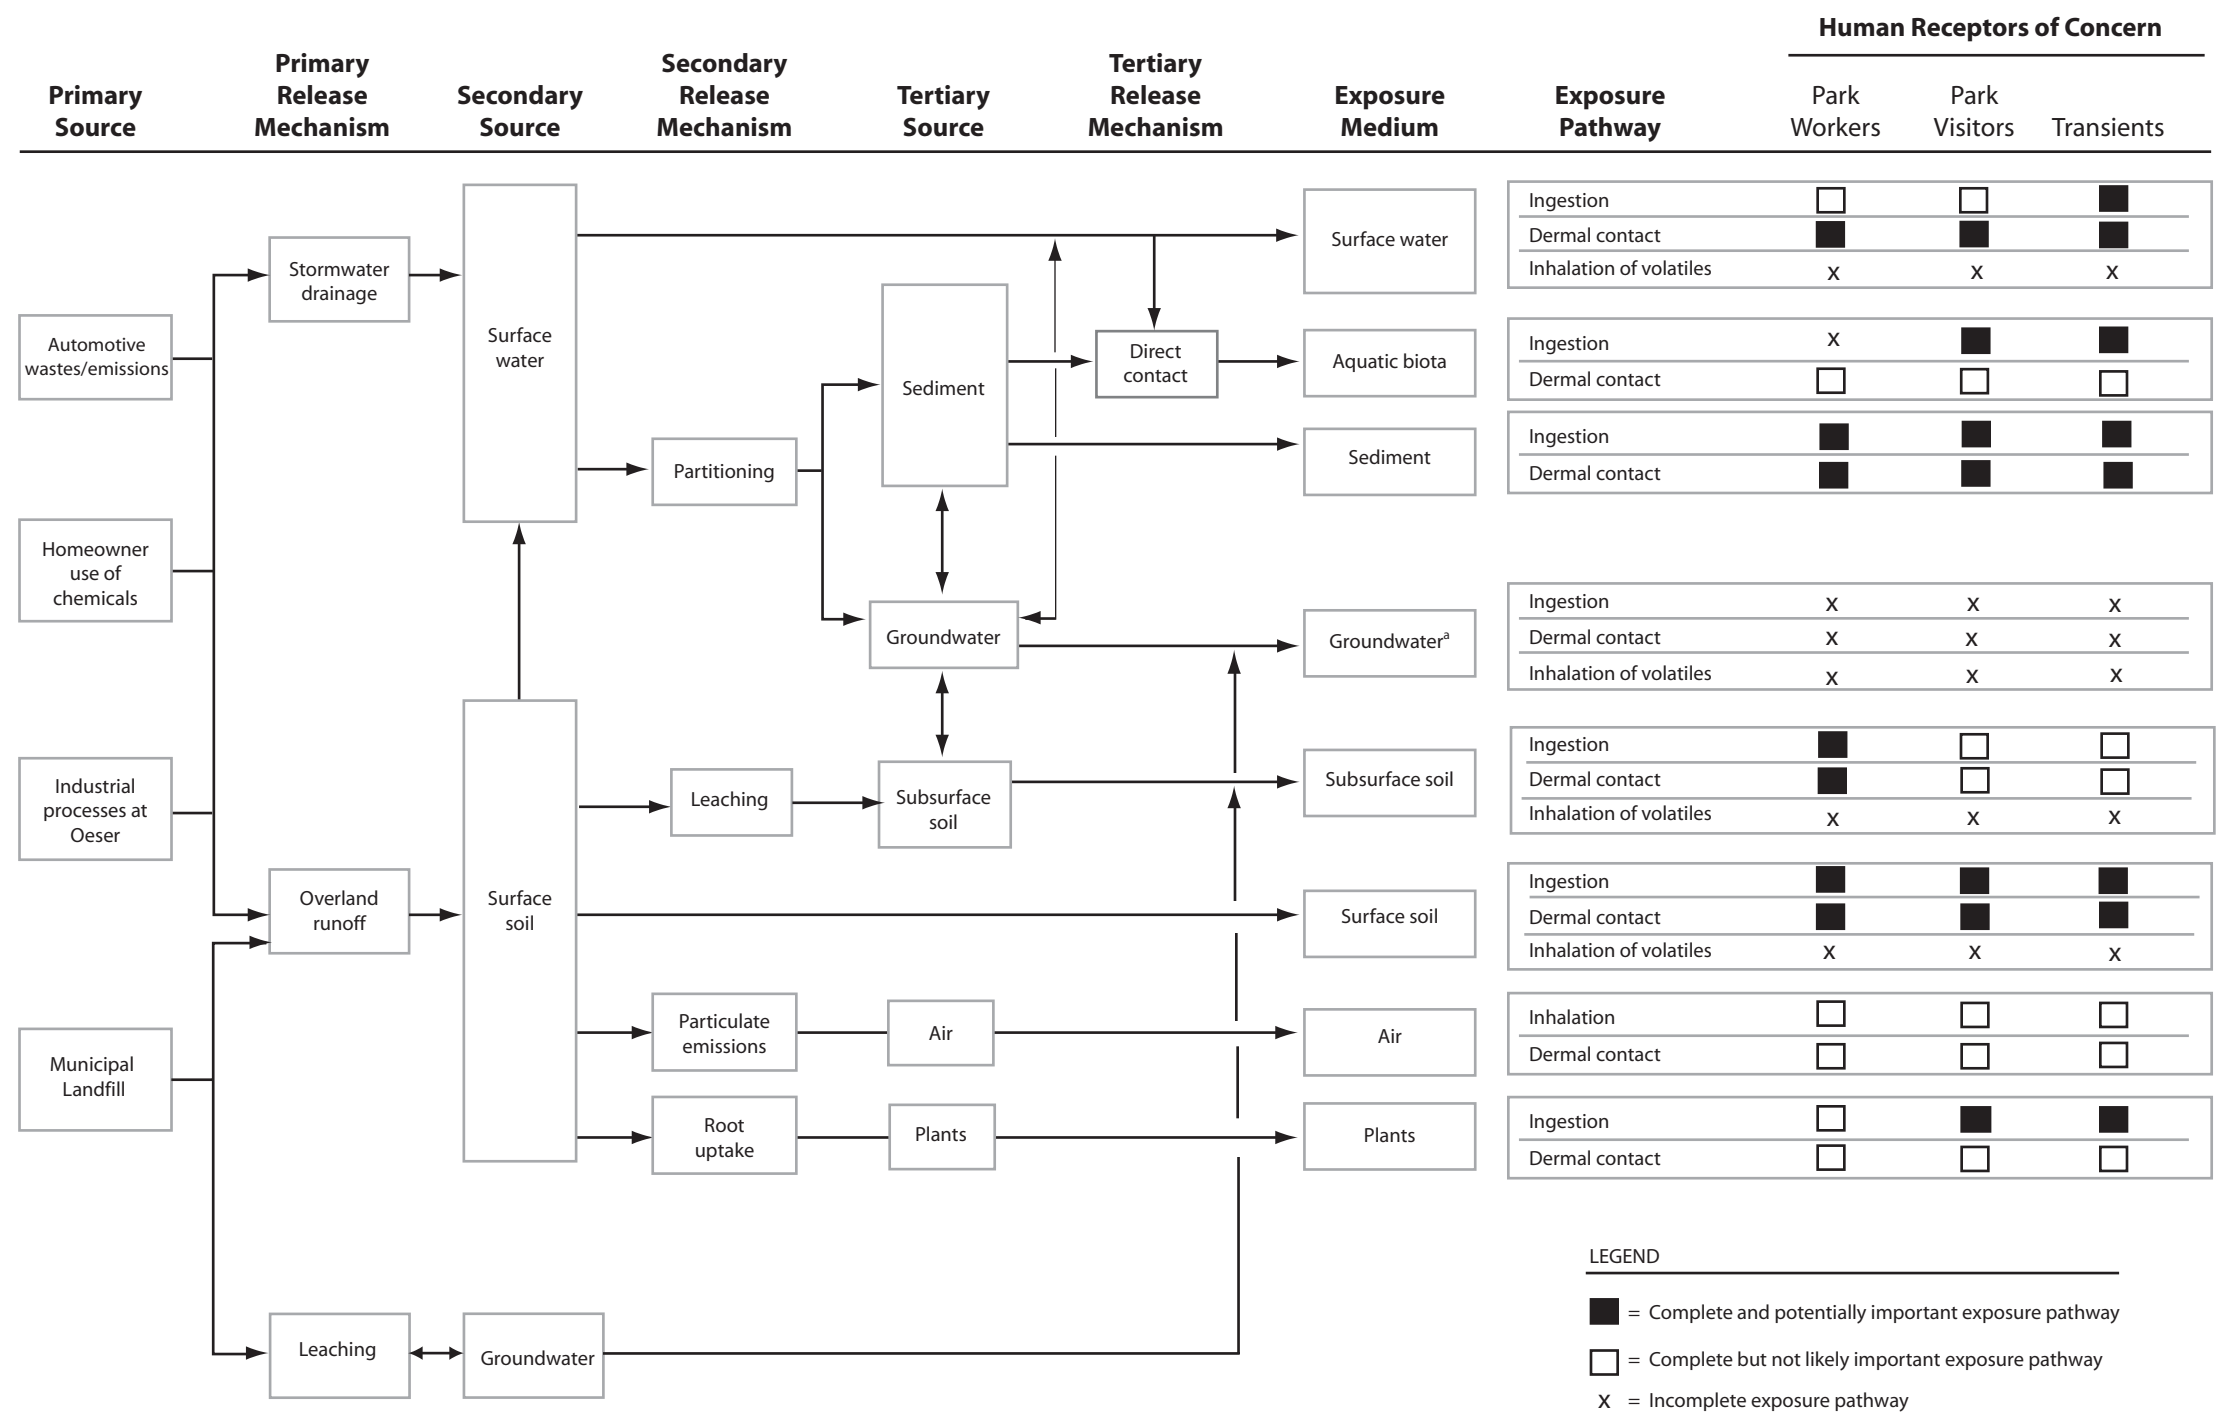 Human Receptors of Concern
Primary
Source
Primary
Release
Mechanism
Secondary
Source
Secondary
Release
Mechanism
Tertiary
Source
Tertiary
Release
Mechanism
Exposure
Medium
Exposure
Pathway
Park
Workers
Park
Visitors
Transients
Automotive
wastes/emissions
Homeowner
use of
chemicals
Industrial
processes at
Oeser
Municipal
Landfill
Stormwater
drainage
Overland
runoff
Leaching
Surface
water
Surface
soil
Groundwater
Partitioning
Leaching
Particulate
emissions
Root
uptake
Sediment
Groundwater
Subsurface
soil
Air
Plants
Direct
contact
Surface water
Ingestion
Dermal contact
Inhalation of volatiles x x x
Aquatic biota
Ingestion x
Dermal contact
Sediment
Ingestion
Dermal contact
Groundwaterᵃ
Ingestion x x x
Dermal contact x x x
Inhalation of volatiles x x x
Subsurface soil
Ingestion
Dermal contact
Inhalation of volatiles x x x
Surface soil
Ingestion
Dermal contact
Inhalation of volatiles x x x
Air
Inhalation
Dermal contact
Plants
Ingestion
Dermal contact
LEGEND
= Complete and potentially important exposure pathway
= Complete but not likely important exposure pathway
x = Incomplete exposure pathway